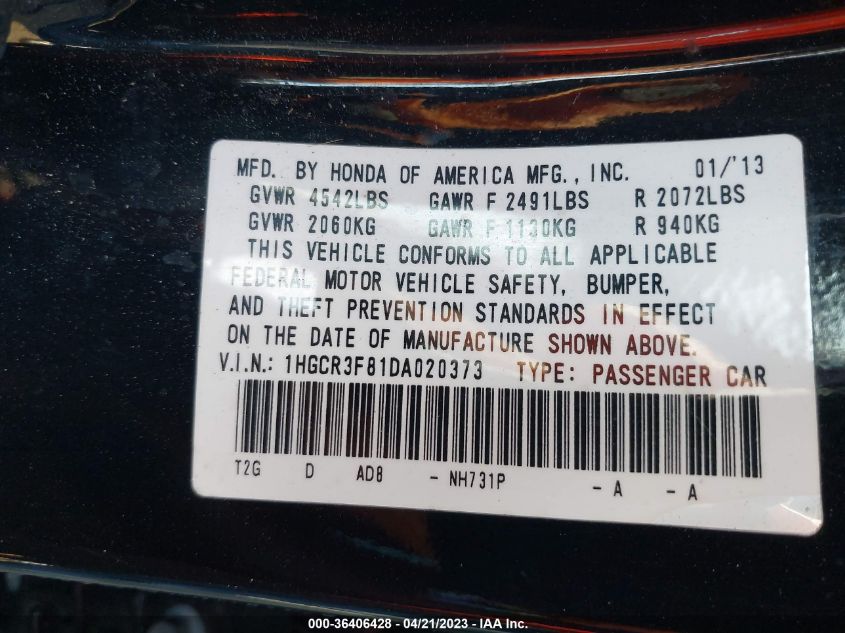 MFD. BY HONDA OF AMERICA MFG., INC. 01/'13
GVWR 4542LBS GAWR F 2491LBS R 2072LBS
GVWR 2060KG GAWR F 1130KG R 940KG
THIS VEHICLE CONFORMS TO ALL APPLICABLE
FEDERAL MOTOR VEHICLE SAFETY, BUMPER,
AND THEFT PREVENTION STANDARDS IN EFFECT
ON THE DATE OF MANUFACTURE SHOWN ABOVE.
V.I.N.: 1HGCR3F81DA020373 TYPE: PASSENGER CAR
T2G D AD8 - NH731P - A - A
000-36406428 - 04/21/2023 - IAA Inc.